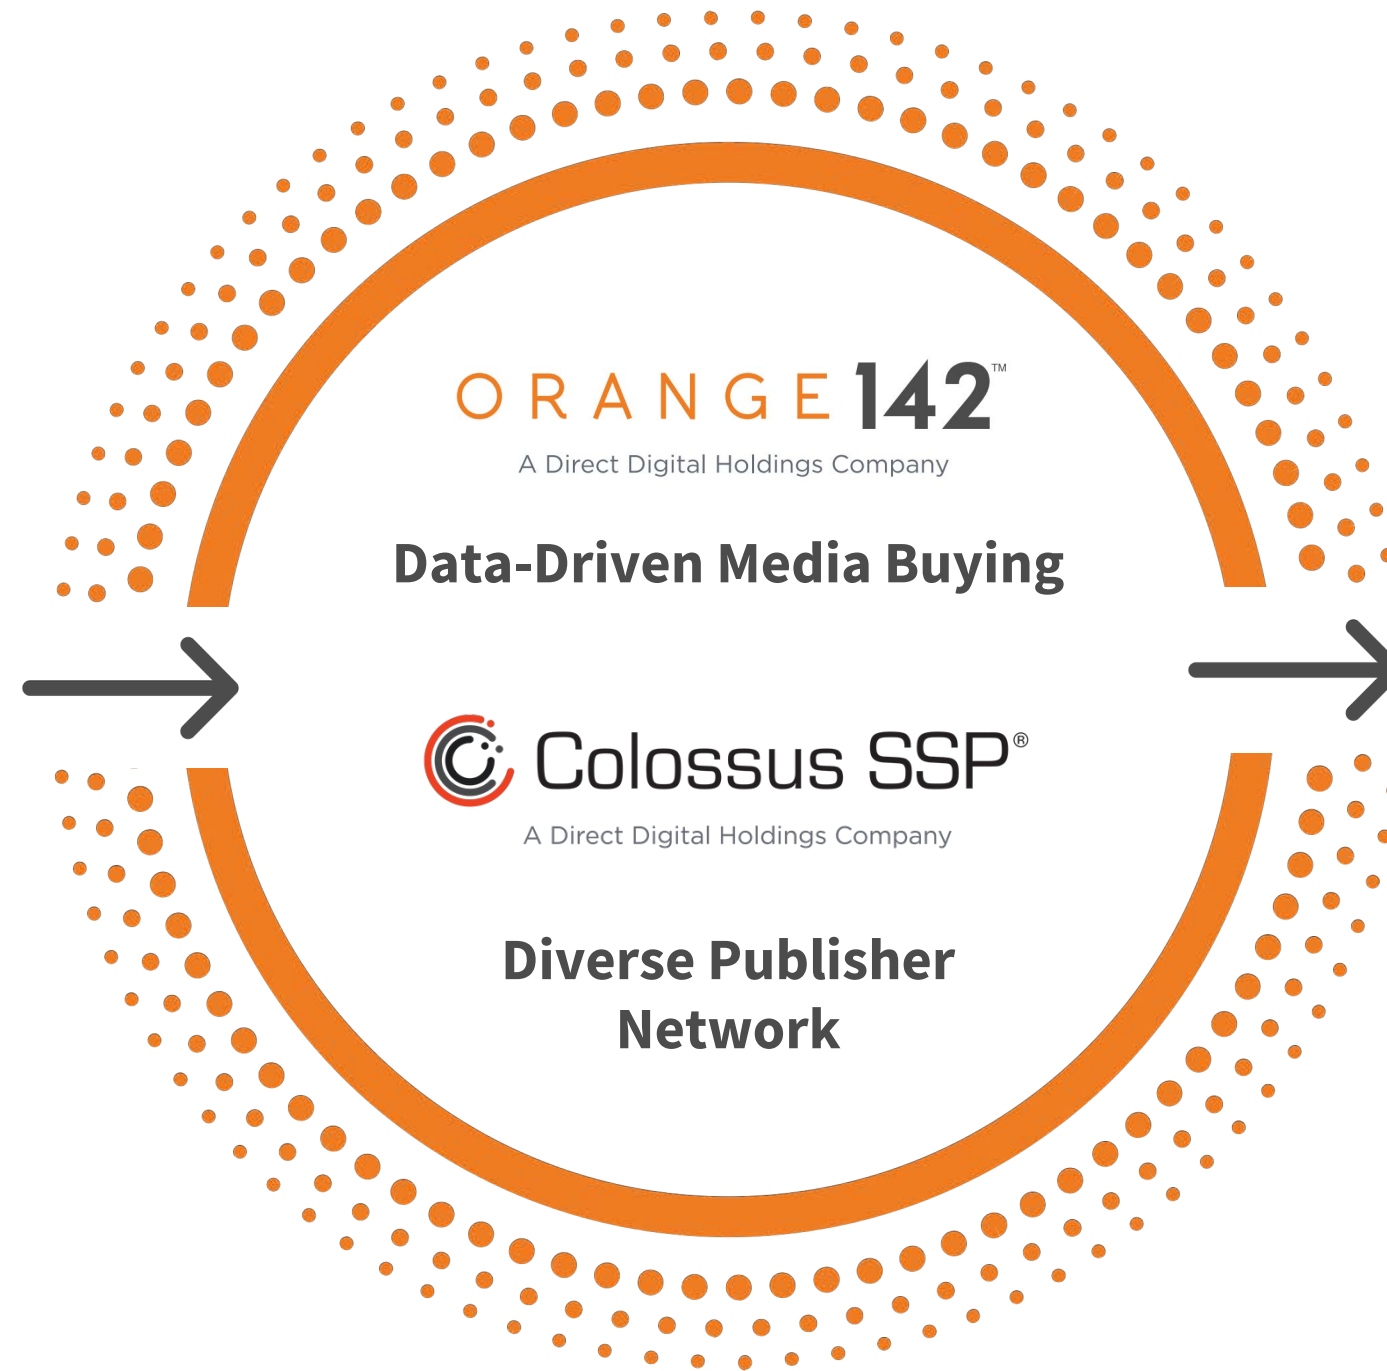 ORANGE 142™
A Direct Digital Holdings Company
Data-Driven Media Buying
Colossus SSP®
A Direct Digital Holdings Company
Diverse Publisher
Network